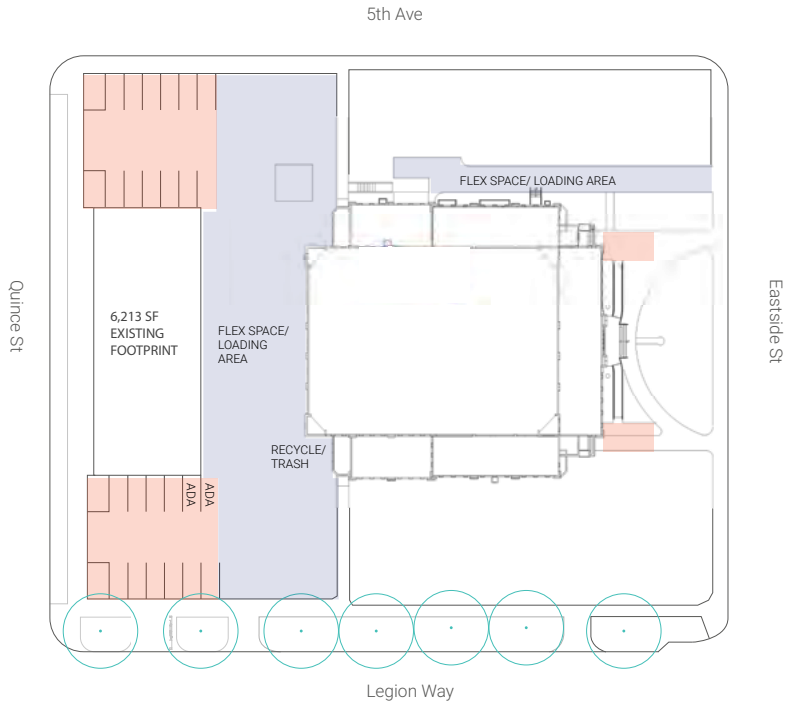 5th Ave
FLEX SPACE/ LOADING AREA
Quince St
Eastside St
6,213 SF
EXISTING
FOOTPRINT
FLEX SPACE/
LOADING
AREA
RECYCLE/
TRASH
ADA
ADA
Legion Way